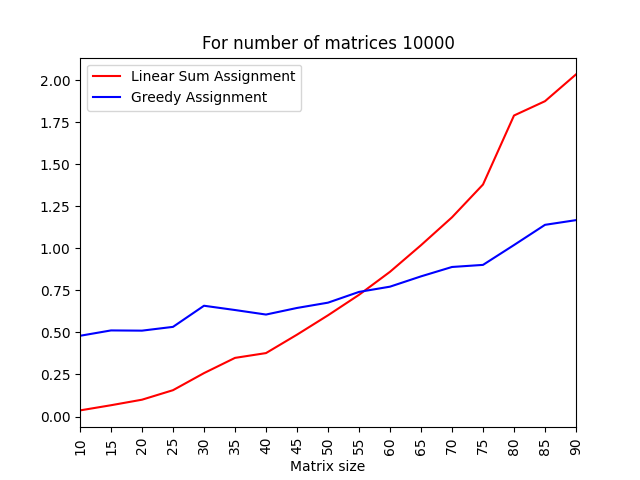 For number of matrices 10000
Linear Sum Assignment
Greedy Assignment
2.00
1.75
1.50
1.25
1.00
0.75
0.50
0.25
0.00
10 15 20 25 30 35 40 45 50 55 60 65 70 75 80 85 90
Matrix size